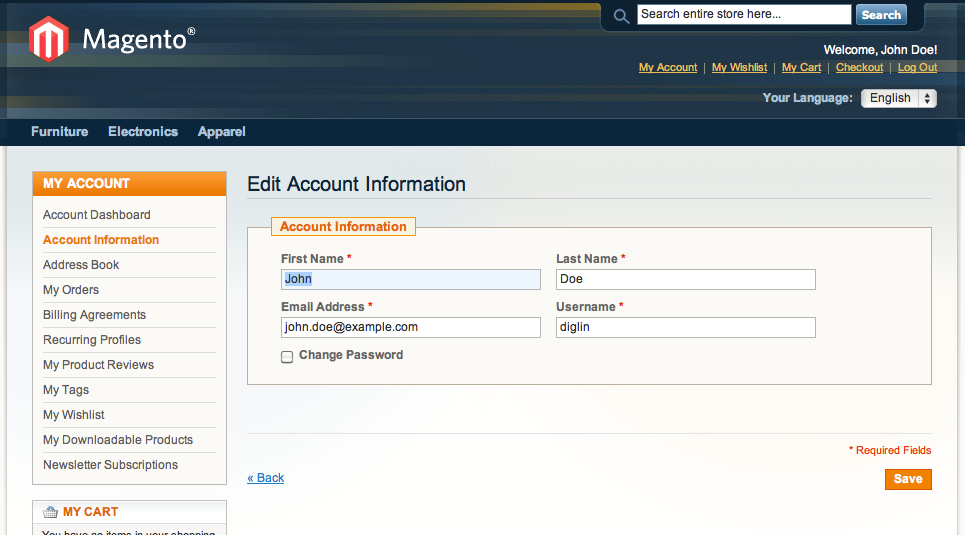 Search entire store here...
Search
Magento®
Welcome, John Doe!
My Account | My Wishlist | My Cart | Checkout | Log Out
Your Language: English
Furniture Electronics Apparel
MY ACCOUNT
Account Dashboard
Account Information
Address Book
My Orders
Billing Agreements
Recurring Profiles
My Product Reviews
My Tags
My Wishlist
My Downloadable Products
Newsletter Subscriptions
MY CART
You have no items in your shopping
Edit Account Information
Account Information
First Name * Last Name *
John Doe
Email Address * Username *
john.doe@example.com diglin
Change Password
* Required Fields
« Back
Save